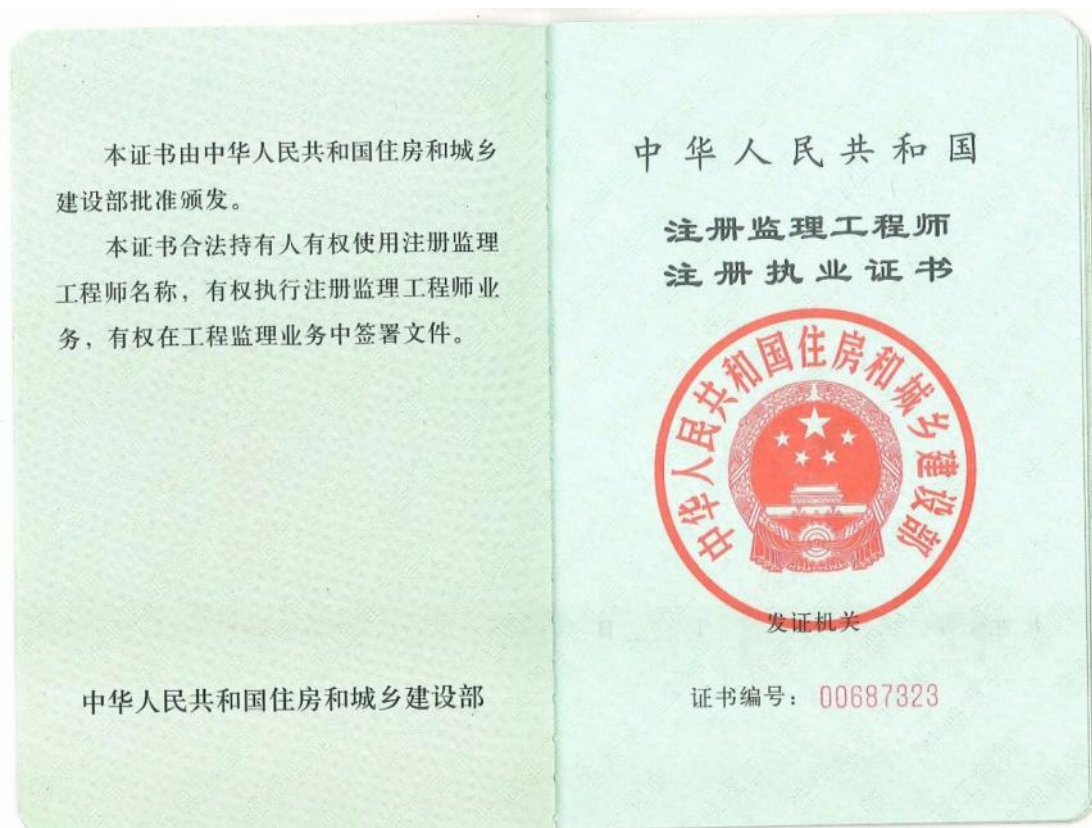 本证书由中华人民共和国住房和城乡
建设部批准颁发。
本证书合法持有人有权使用注册监理
工程师名称，有权执行注册监理工程师业
务，有权在工程监理业务中签署文件。
中华人民共和国住房和城乡建设部
中华人民共和国
注册监理工程师
注册执业证书
中华人民共和国住房和城乡建设部
发证机关
证书编号：00687323